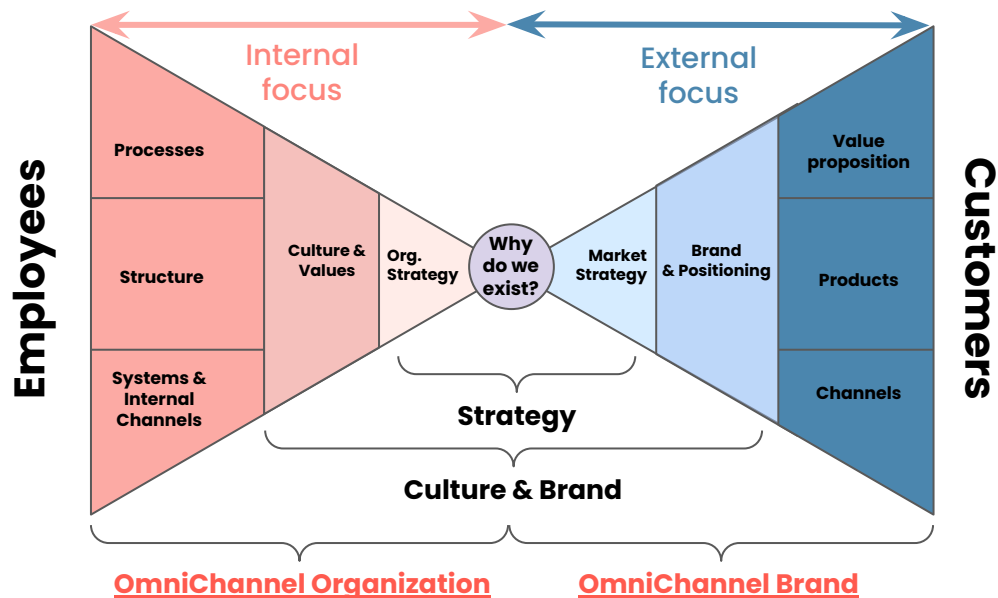 Internal
focus
External
focus
Employees
Processes
Structure
Systems &
Internal
Channels
Culture &
Values
Org.
Strategy
Why
do we
exist?
Market
Strategy
Brand
& Positioning
Value
proposition
Products
Channels
Customers
Strategy
Culture & Brand
OmniChannel Organization
OmniChannel Brand